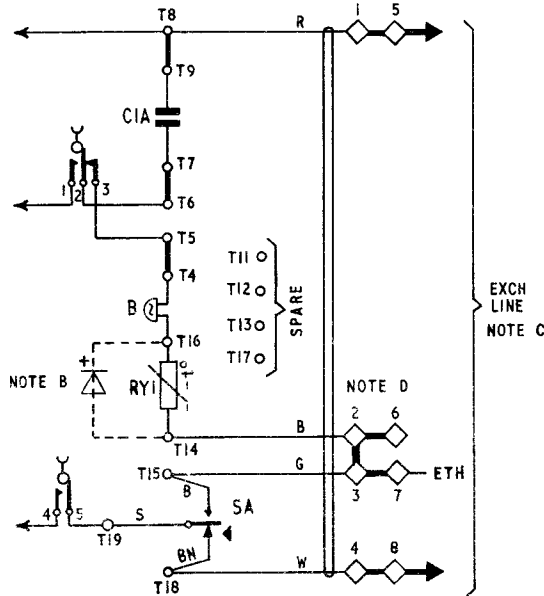 T8
R
1
5
T9
C1A
T7
1
2
3
T6
T5
T4
T11
T12
T13
T17
SPARE
EXCH
LINE
NOTE C
B
T16
+
NOTE B
RY1
-t°
NOTE D
2
6
T14
B
T15
G
3
7
ETH
B
SA
4
5
S
T19
BN
W
4
8
T18